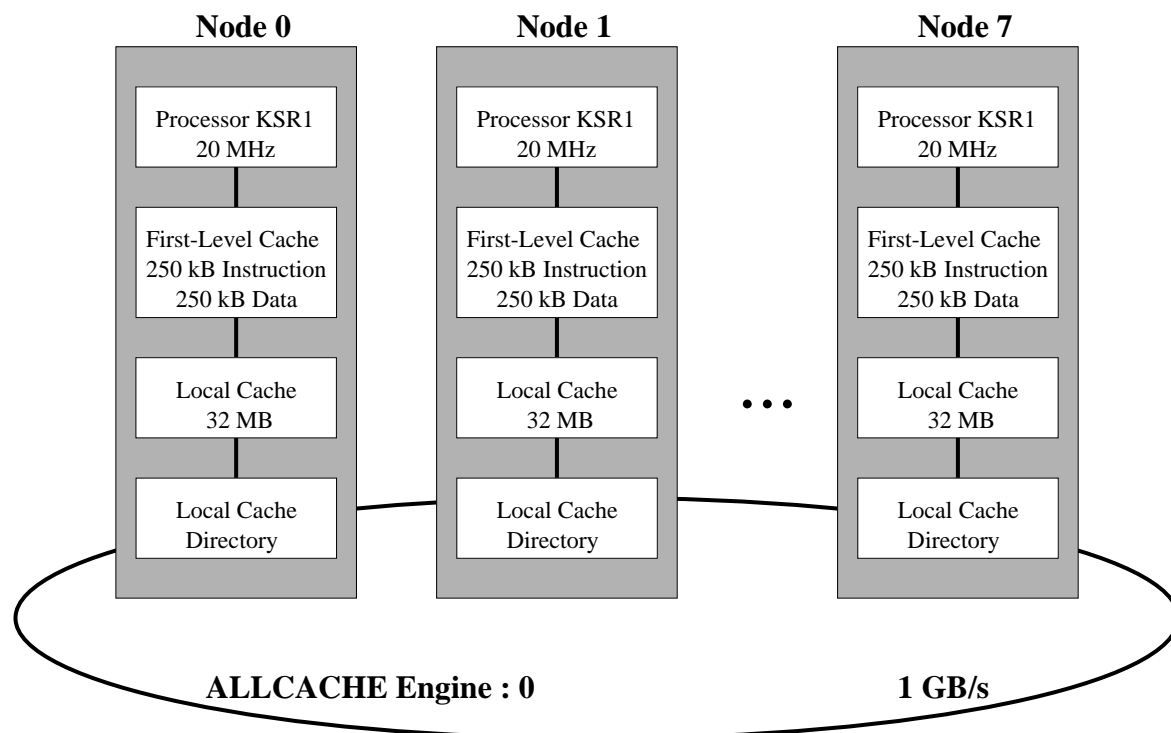 Node 0
Processor KSR1
20 MHz
First-Level Cache
250 kB Instruction
250 kB Data
Local Cache
32 MB
Local Cache
Directory
Node 1
Processor KSR1
20 MHz
First-Level Cache
250 kB Instruction
250 kB Data
Local Cache
32 MB
Local Cache
Directory
...
Node 7
Processor KSR1
20 MHz
First-Level Cache
250 kB Instruction
250 kB Data
Local Cache
32 MB
Local Cache
Directory
ALLCACHE Engine : 0
1 GB/s